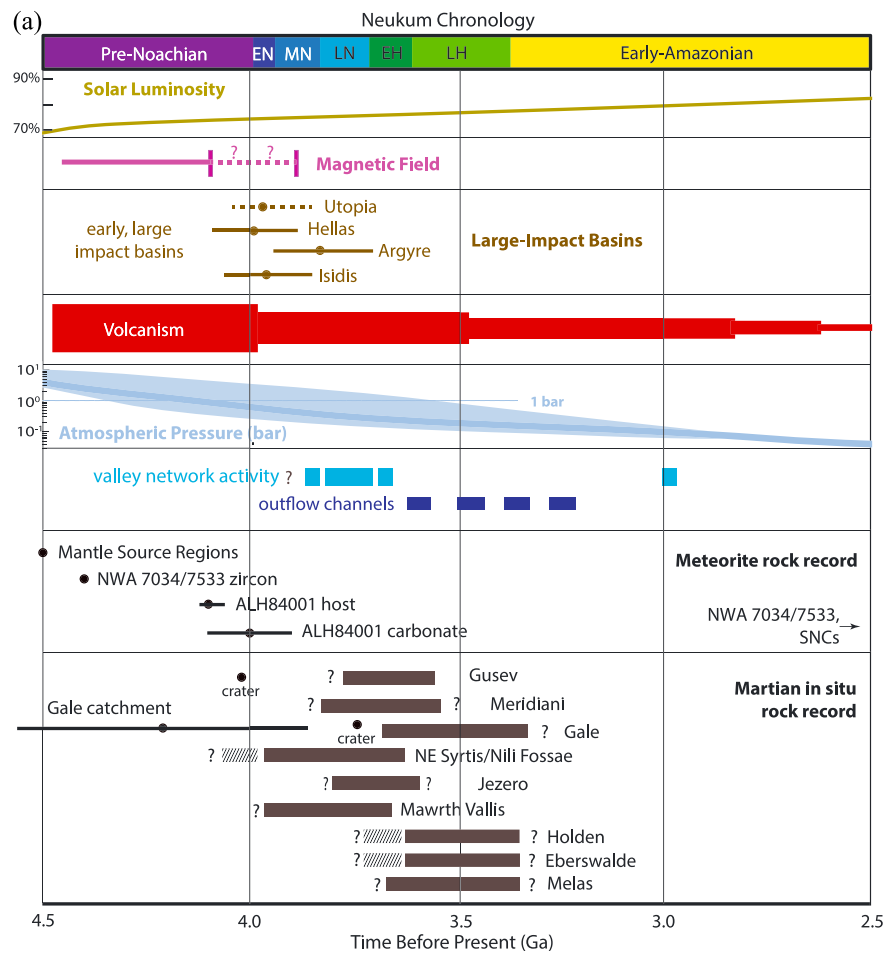 (a)
Neukum Chronology
Pre-Noachian EN MN LN EH LH Early-Amazonian
90%
Solar Luminosity
70%
? ?
Magnetic Field
Utopia
early, large
impact basins
Hellas
Large-Impact Basins
Argyre
Isidis
Volcanism
10¹
10⁰
1 bar
10⁻¹
Atmospheric Pressure (bar)
valley network activity ?
outflow channels
Mantle Source Regions
Meteorite rock record
NWA 7034/7533 zircon
ALH84001 host
NWA 7034/7533,
SNCs
ALH84001 carbonate
crater
? Gusev
Martian in situ
rock record
? ? Meridiani
Gale catchment
crater
? Gale
? NE Syrtis/Nili Fossae
? ? Jezero
? Mawrth Vallis
? ? Holden
? ? Eberswalde
? ? Melas
4.5 4.0 3.5 3.0 2.5
Time Before Present (Ga)